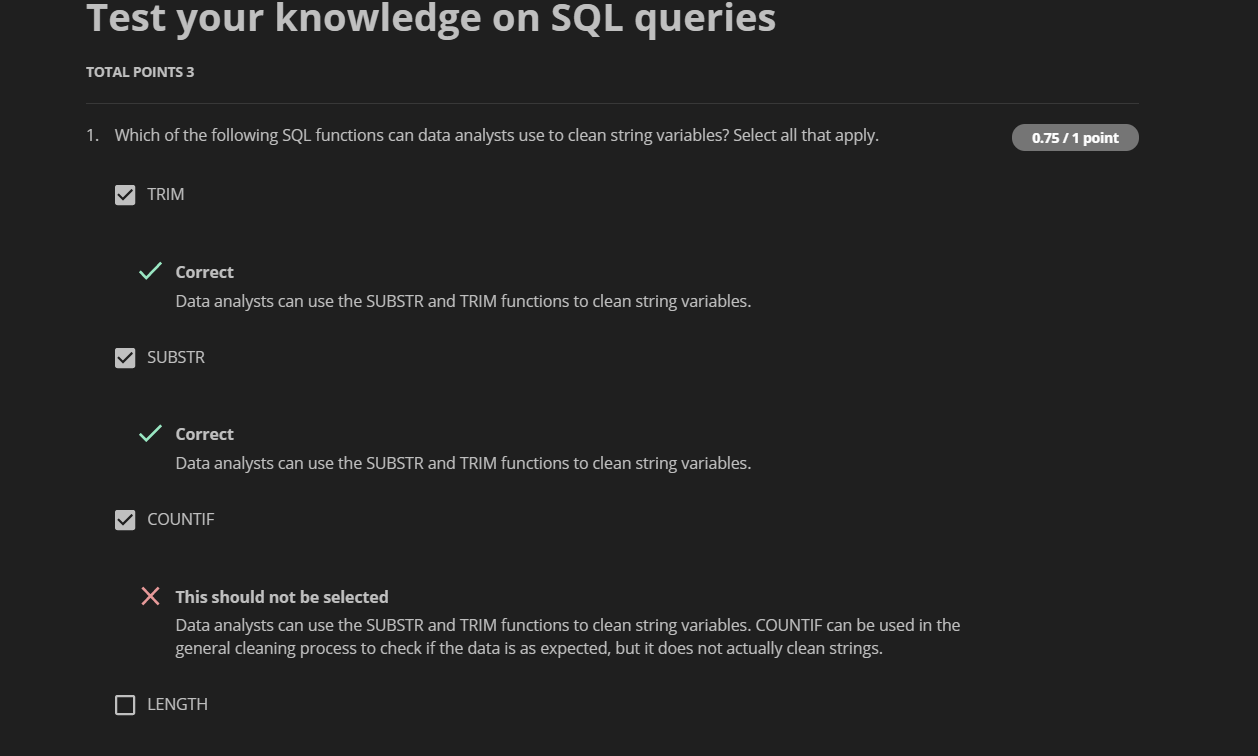 Test your knowledge on SQL queries
TOTAL POINTS 3
1. Which of the following SQL functions can data analysts use to clean string variables? Select all that apply.
0.75 / 1 point
TRIM
Correct
Data analysts can use the SUBSTR and TRIM functions to clean string variables.
SUBSTR
Correct
Data analysts can use the SUBSTR and TRIM functions to clean string variables.
COUNTIF
This should not be selected
Data analysts can use the SUBSTR and TRIM functions to clean string variables. COUNTIF can be used in the
general cleaning process to check if the data is as expected, but it does not actually clean strings.
LENGTH